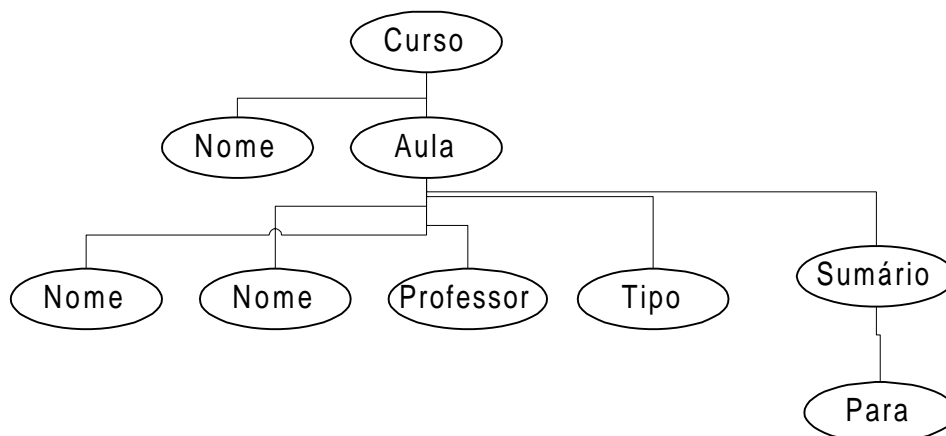 Curso
Nome
Aula
Nome
Nome
Professor
Tipo
Sumário
Para